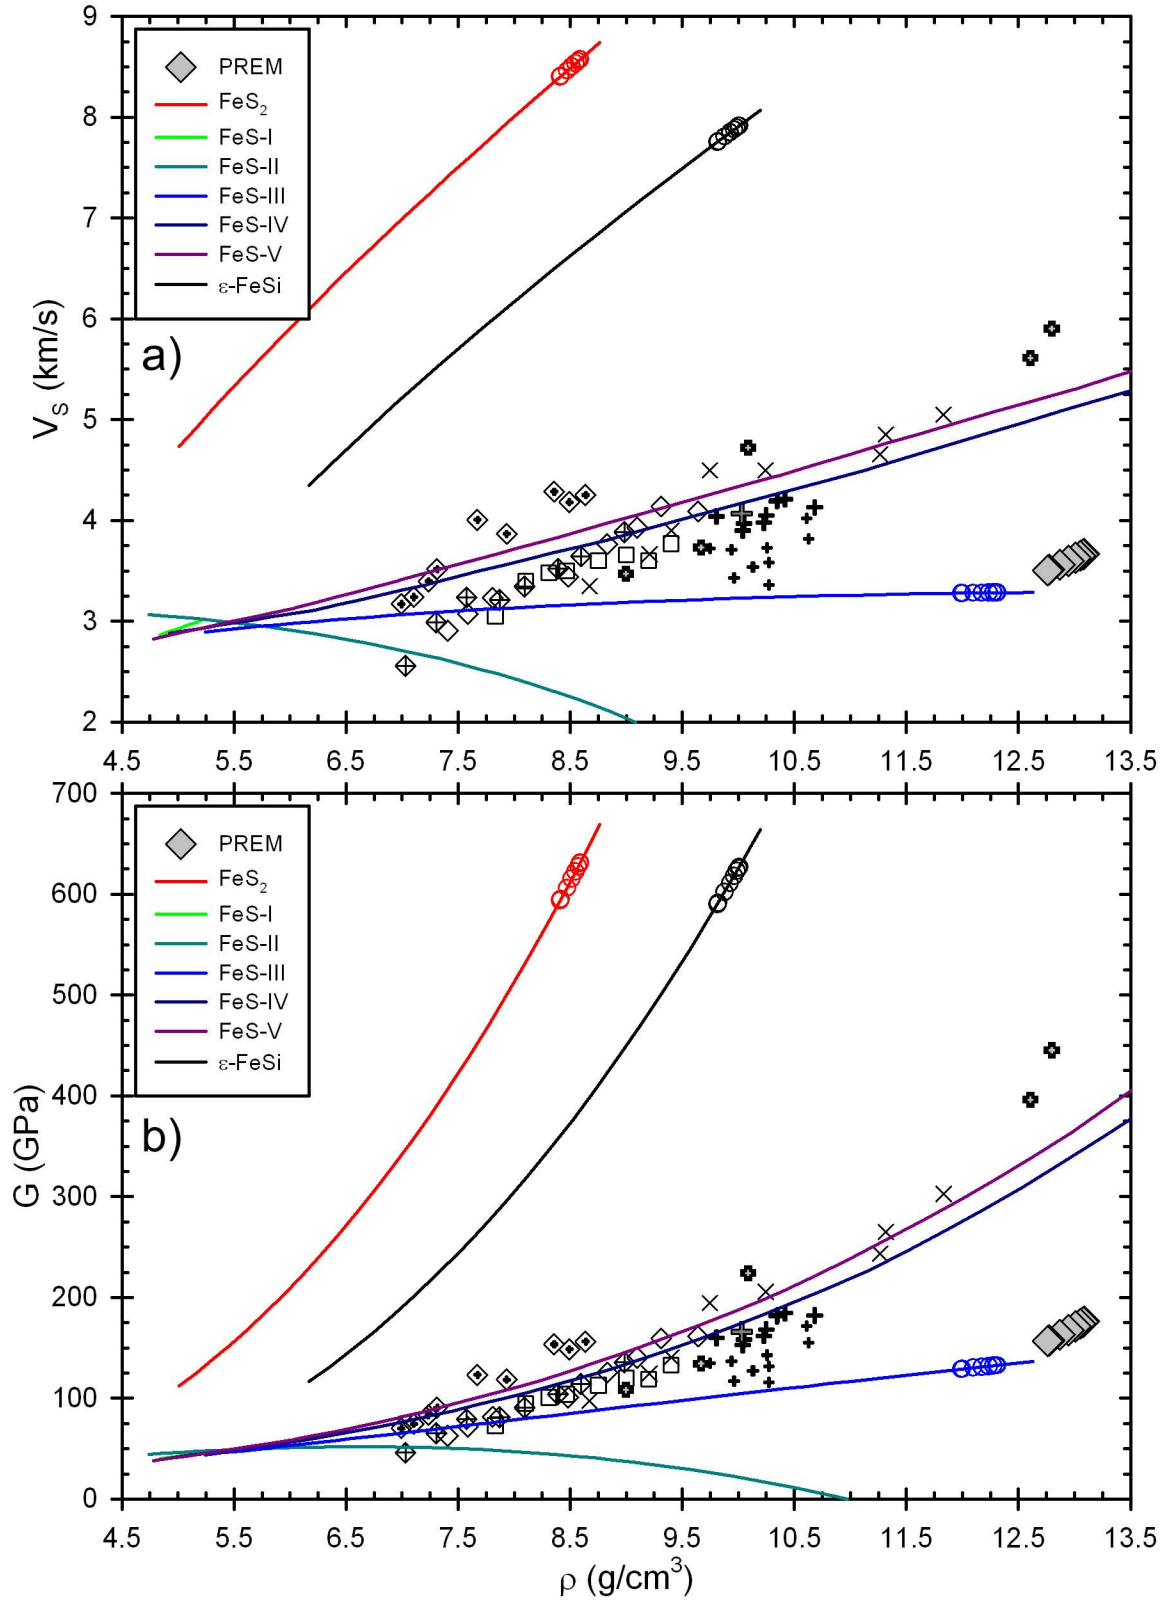 9
8
7
6
5
4
3
2
V_S (km/s)
PREM
FeS₂
FeS-I
FeS-II
FeS-III
FeS-IV
FeS-V
ε-FeSi
a)
4.5 5.5 6.5 7.5 8.5 9.5 10.5 11.5 12.5 13.5
700
600
500
400
300
200
100
0
G (GPa)
PREM
FeS₂
FeS-I
FeS-II
FeS-III
FeS-IV
FeS-V
ε-FeSi
b)
4.5 5.5 6.5 7.5 8.5 9.5 10.5 11.5 12.5 13.5
ρ (g/cm³)